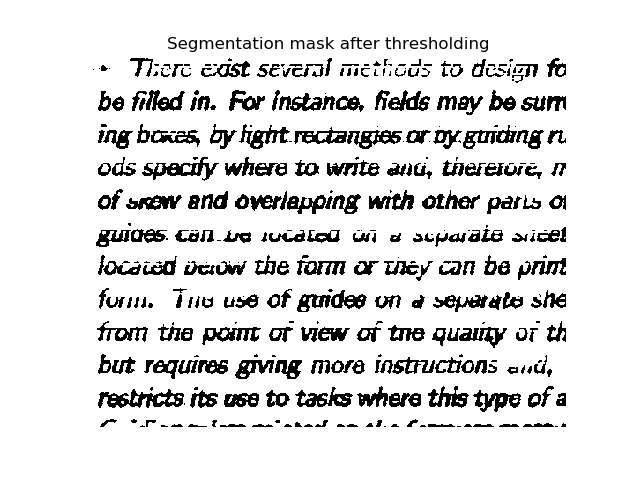 Segmentation mask after thresholding
There exist several methods to design fo
be filled in. For instance, fields may be surr
ing boxes, by light rectangles or by guiding ru
ods specify where to write and, therefore, m
of skew and overlapping with other parts of
guides can be located on a separate sheet
located below the form or they can be print
form. The use of guides on a separate she
from the point of view of the quality of th
but requires giving more instructions and,
restricts its use to tasks where this type of a